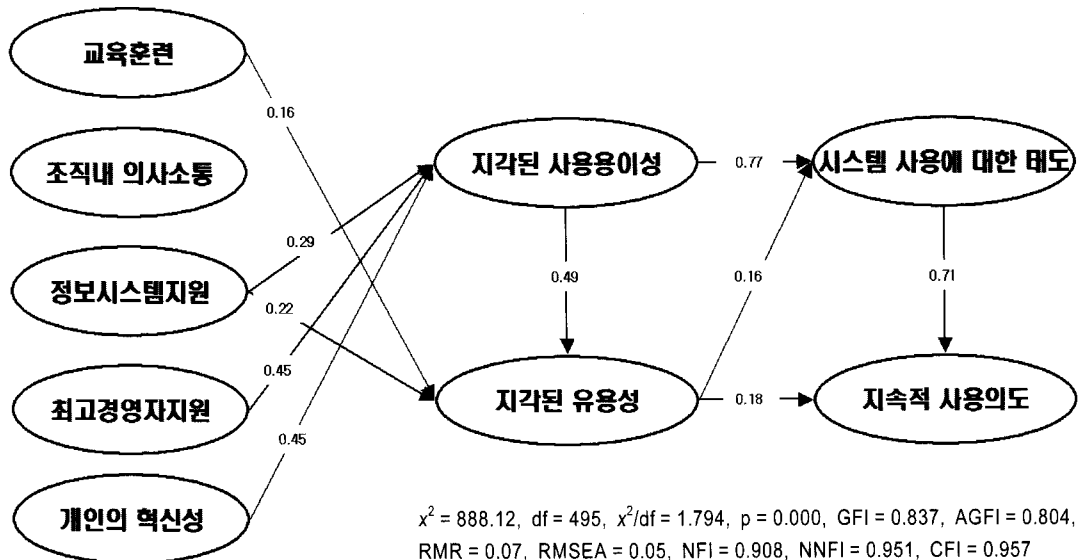 교육훈련
0.16
조직내 의사소통
지각된 사용용이성
0.77
시스템 사용에 대한 태도
0.29
정보시스템지원
0.22
0.49
0.16
0.71
최고경영자지원
0.45
지각된 유용성
0.18
지속적 사용의도
0.45
개인의 혁신성
x² = 888.12, df = 495, x²/df = 1.794, p = 0.000, GFI = 0.837, AGFI = 0.804,
RMR = 0.07, RMSEA = 0.05, NFI = 0.908, NNFI = 0.951, CFI = 0.957